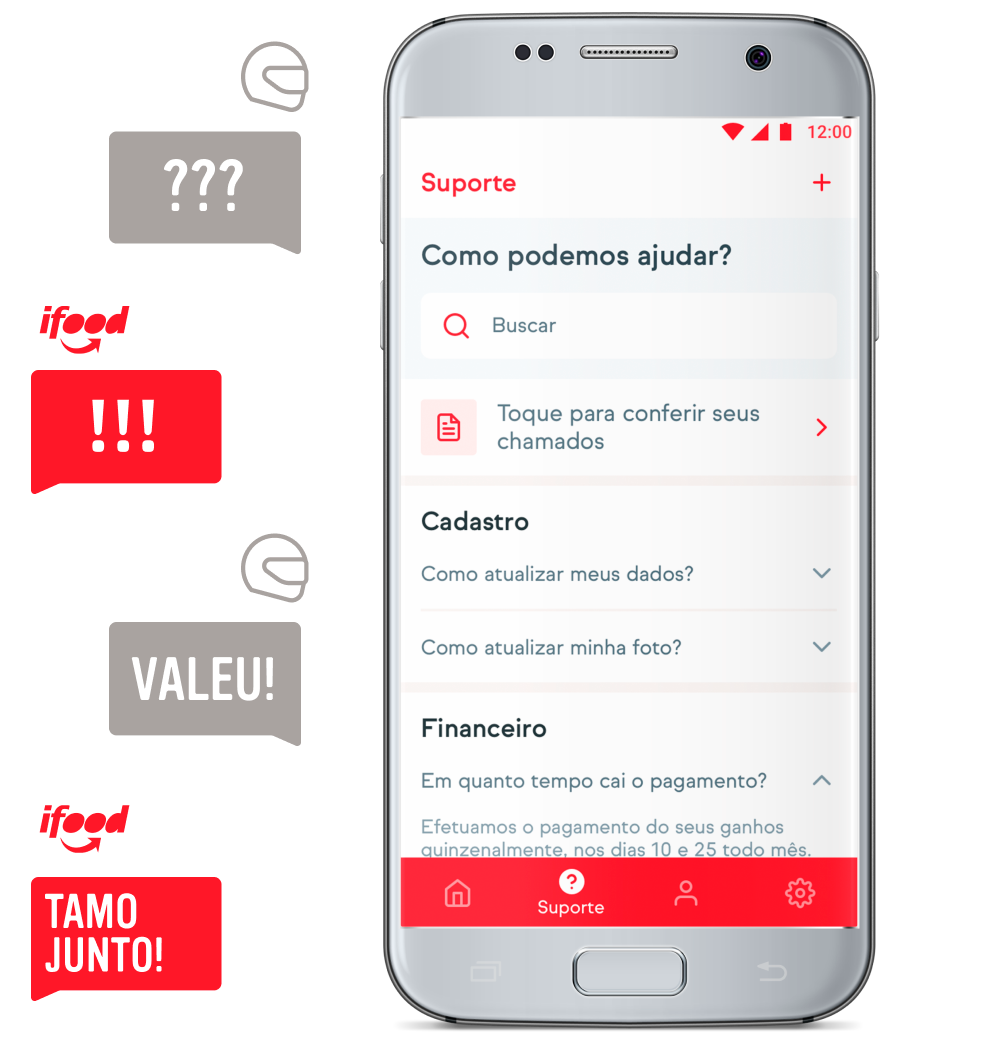 ???
ifood
!!!
VALEU!
ifood
TAMO
JUNTO!
12:00
Suporte
Como podemos ajudar?
Buscar
Toque para conferir seus
chamados
Cadastro
Como atualizar meus dados?
Como atualizar minha foto?
Financeiro
Em quanto tempo cai o pagamento?
Efetuamos o pagamento do seus ganhos
quinzenalmente, nos dias 10 e 25 todo mês.
?
Suporte